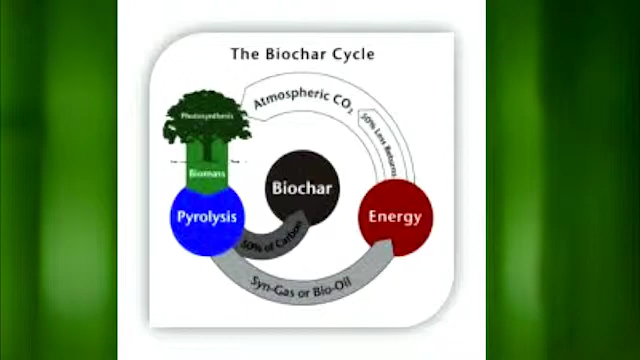 The Biochar Cycle
Atmospheric CO₂
50% Less Returns
Photosynthesis
Biomass
Biochar
Pyrolysis
Energy
50% of Carbon
Syn-Gas or Bio-Oil